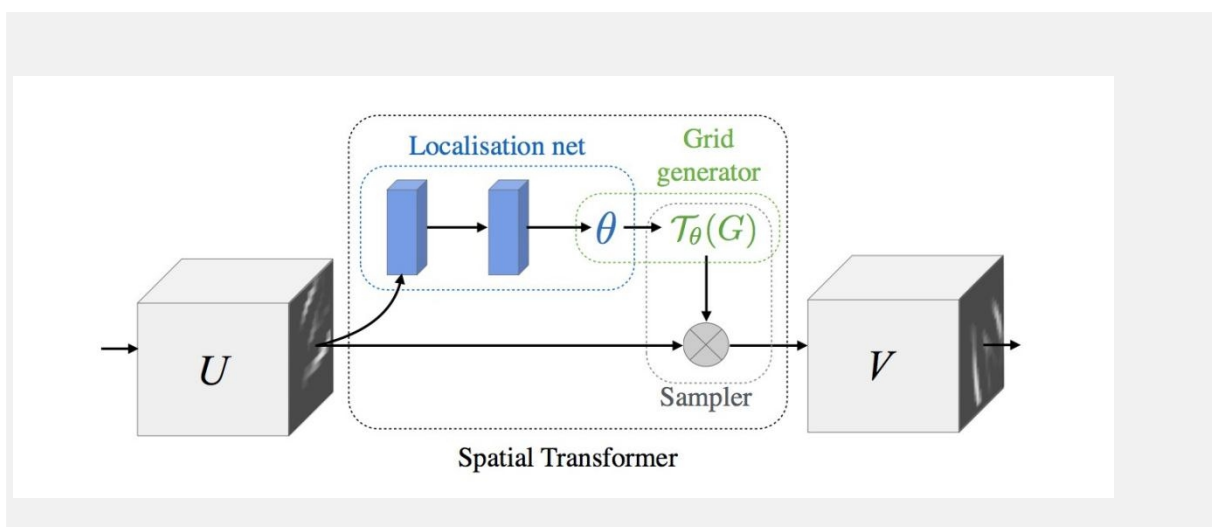 Localisation net
Grid
generator
θ
𝒯θ(G)
U
V
Sampler
Spatial Transformer